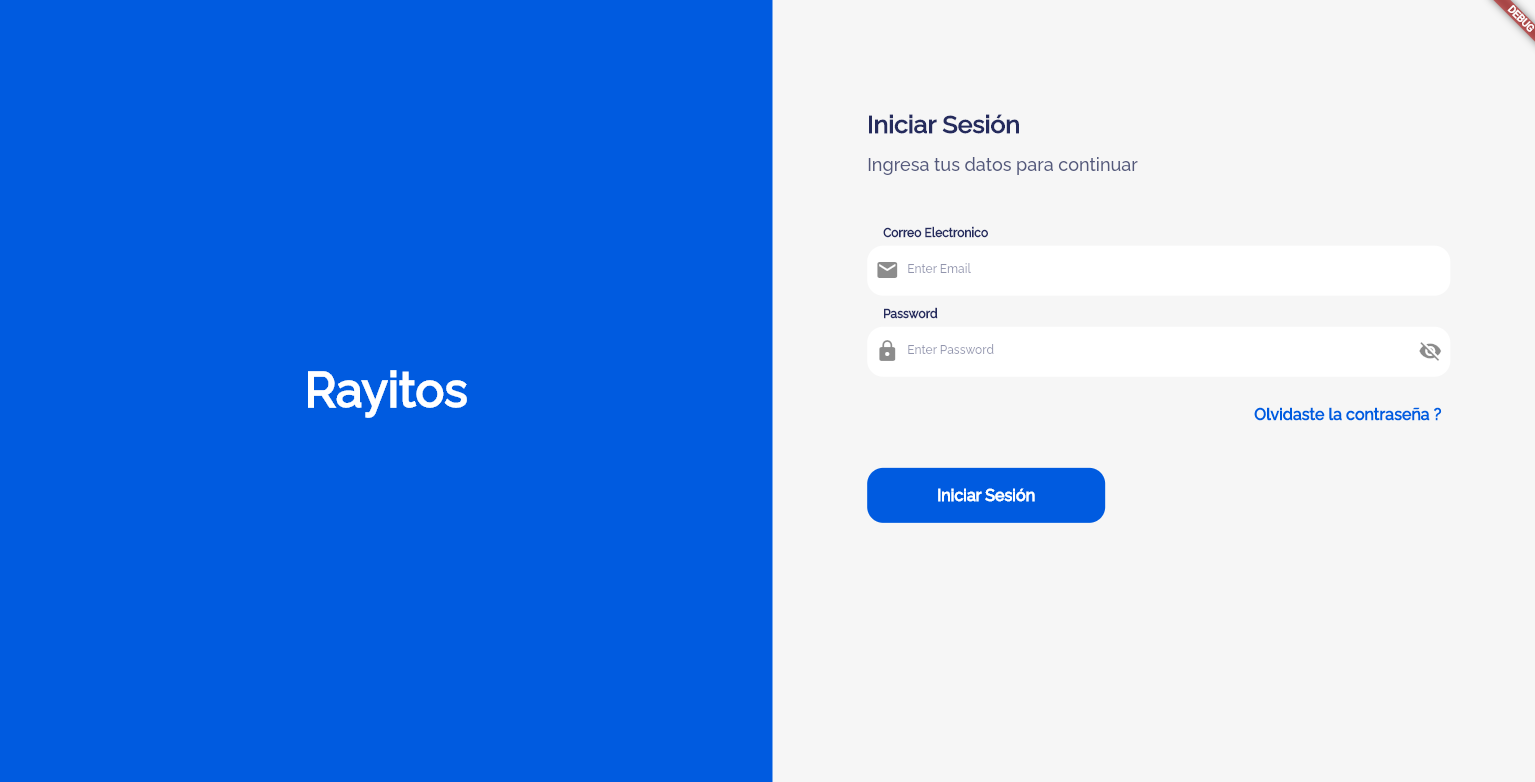 DEBUG
Rayitos
Iniciar Sesión
Ingresa tus datos para continuar
Correo Electronico
Enter Email
Password
Enter Password
Olvidaste la contraseña ?
Iniciar Sesión